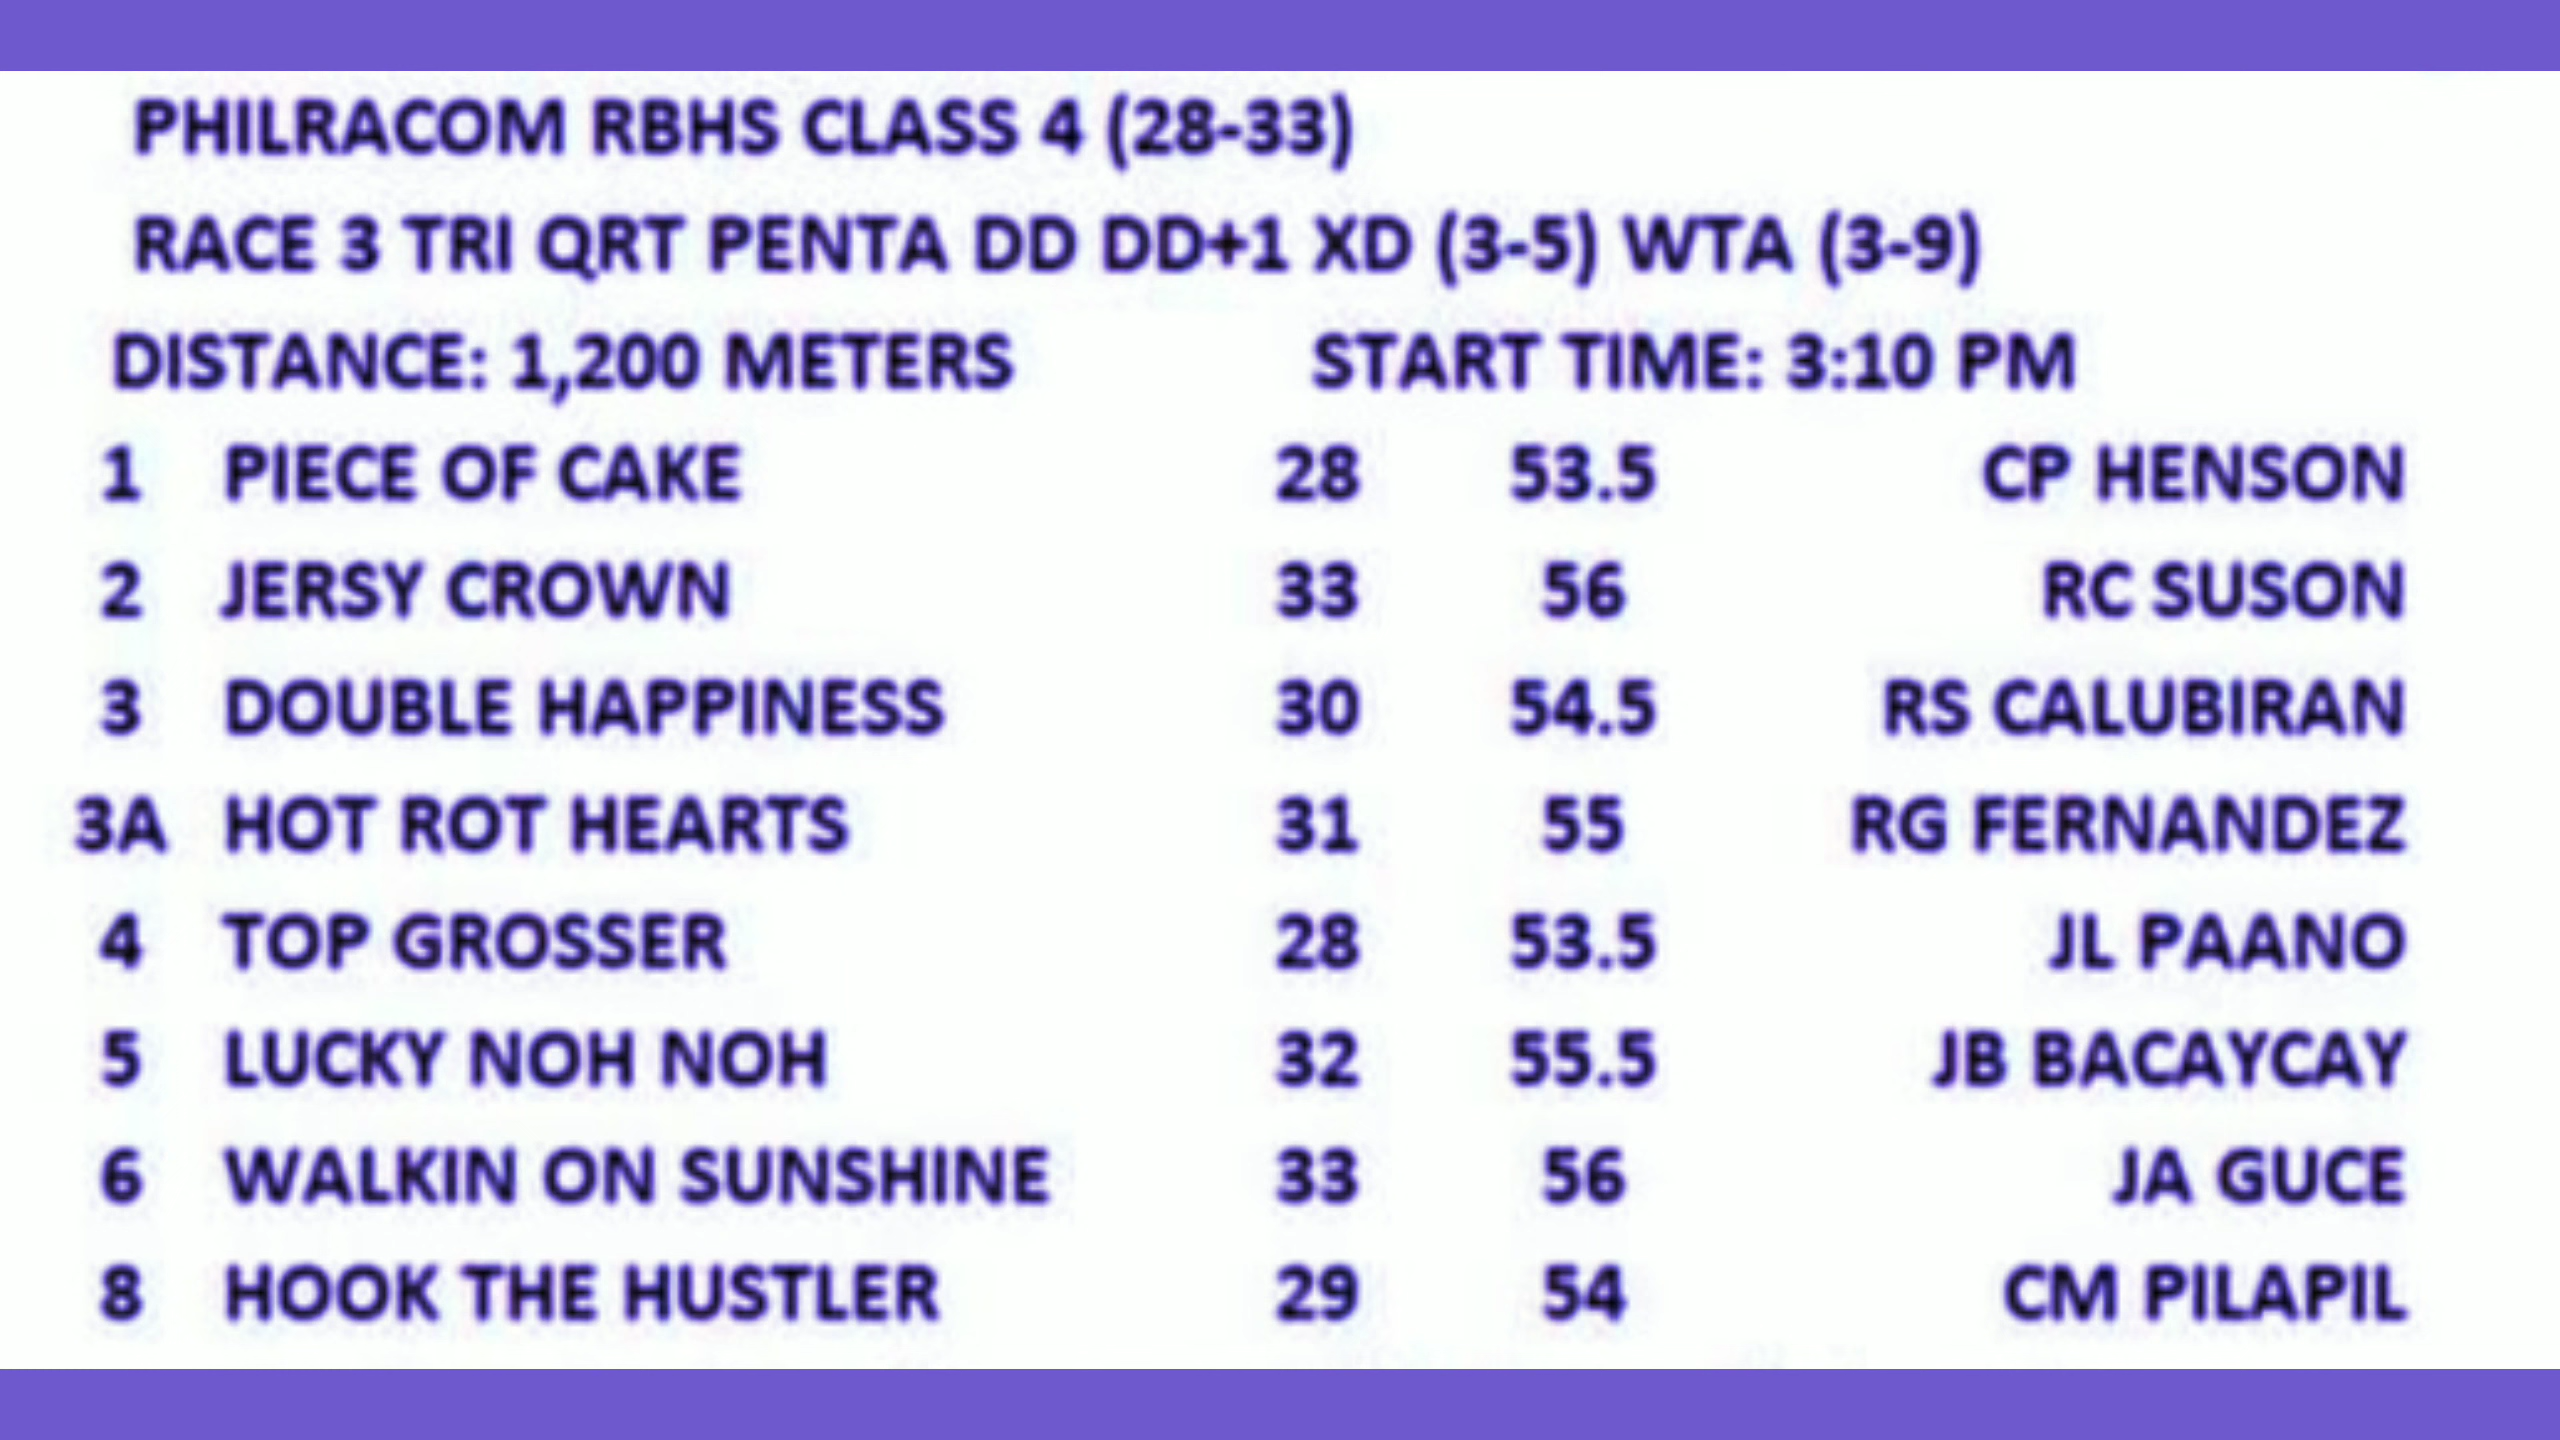 PHILRACOM RBHS CLASS 4 (28-33)
RACE 3 TRI QRT PENTA DD DD+1 XD (3-5) WTA (3-9)
DISTANCE: 1,200 METERS START TIME: 3:10 PM
1 PIECE OF CAKE 28 53.5 CP HENSON
2 JERSY CROWN 33 56 RC SUSON
3 DOUBLE HAPPINESS 30 54.5 RS CALUBIRAN
3A HOT ROT HEARTS 31 55 RG FERNANDEZ
4 TOP GROSSER 28 53.5 JL PAANO
5 LUCKY NOH NOH 32 55.5 JB BACAYCAY
6 WALKIN ON SUNSHINE 33 56 JA GUCE
8 HOOK THE HUSTLER 29 54 CM PILAPIL